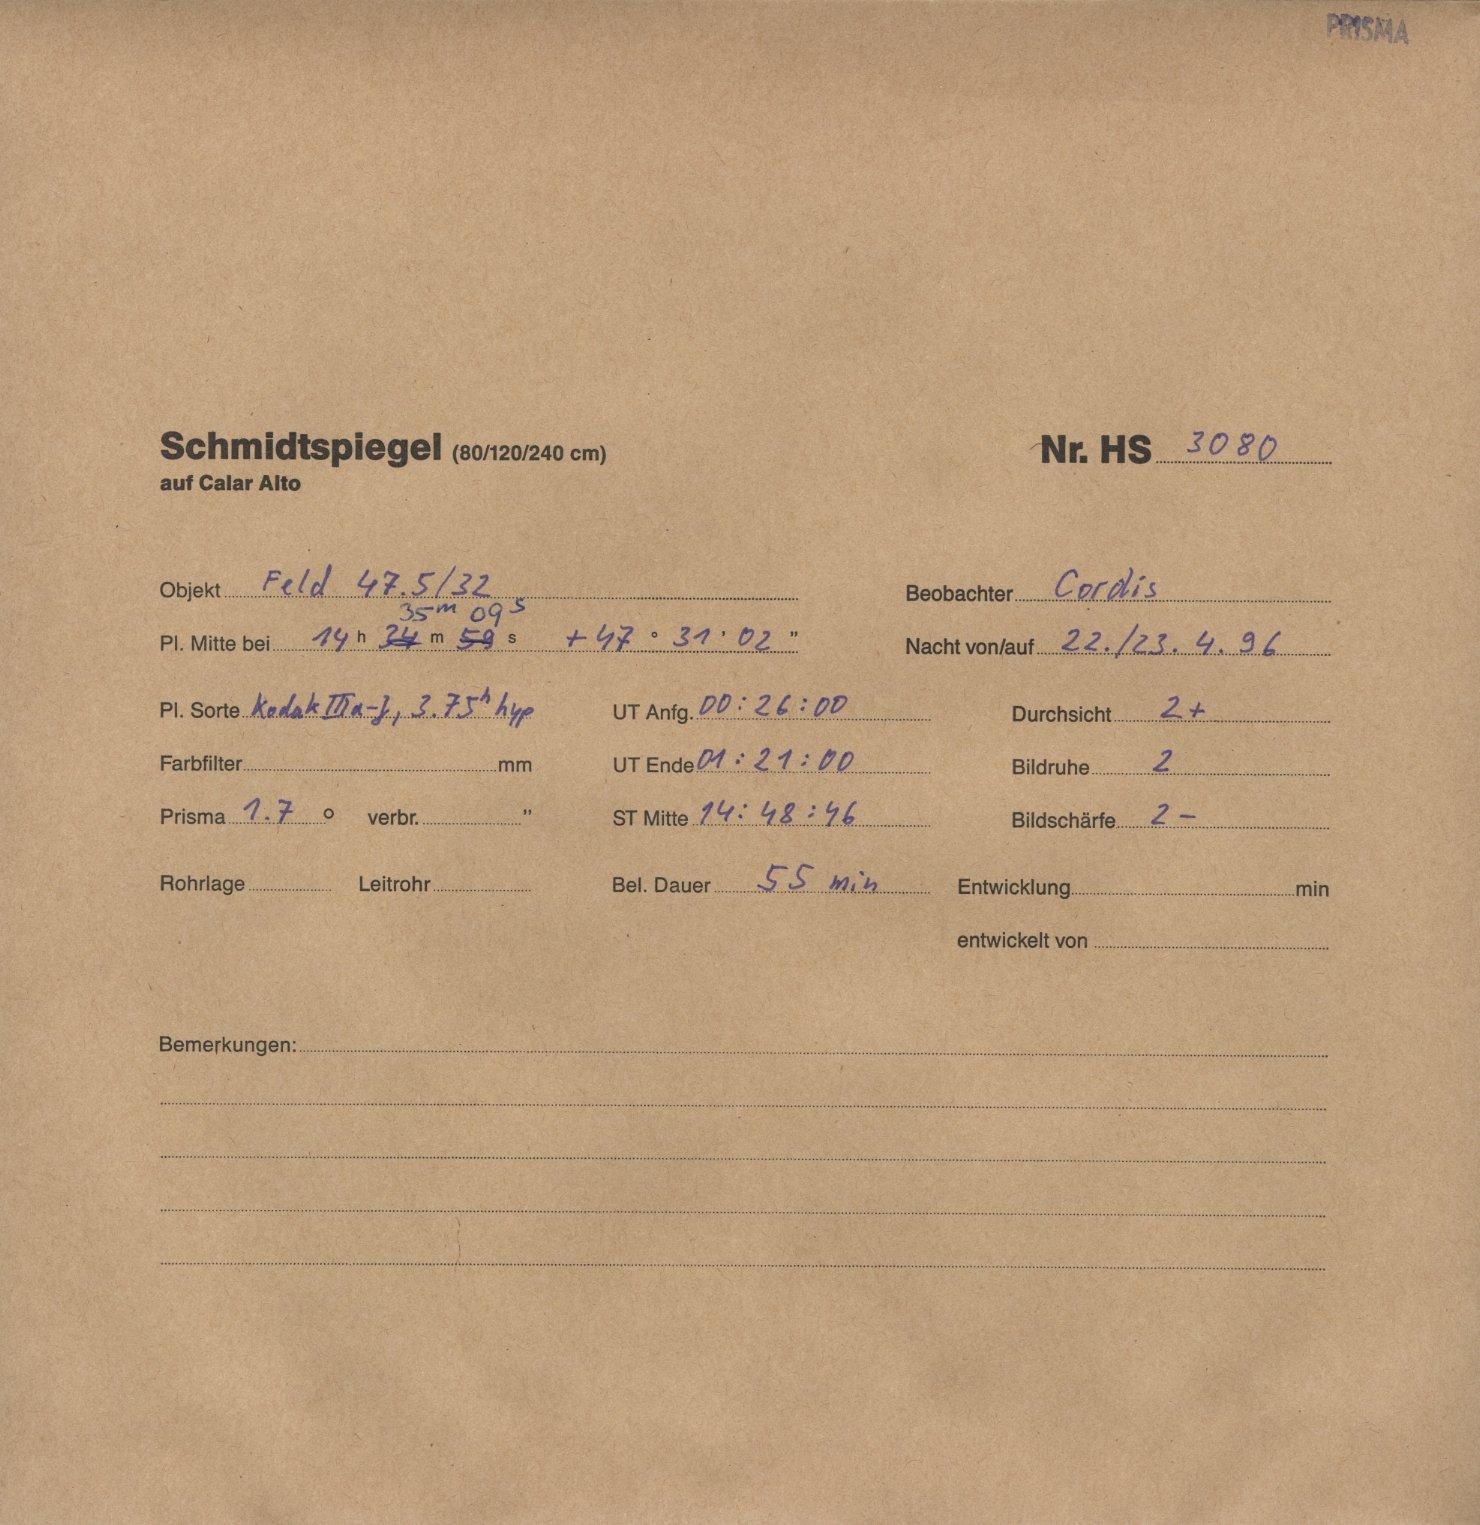 PRISMA
Schmidtspiegel (80/120/240 cm) Nr. HS 3080
auf Calar Alto
Objekt Feld 47.5/32 Beobachter Cordis
35m 09s
Pl. Mitte bei 14 h 34 m 59 s +47 ° 31 ' 02 " Nacht von/auf 22./23. 4. 96
Pl. Sorte Kodak IIIa-J, 3.75h hyp UT Anfg. 00:26:00 Durchsicht 2+
Farbfilter mm UT Ende 01:21:00 Bildruhe 2
Prisma 1.7 ° verbr. " ST Mitte 14:48:46 Bildschärfe 2-
Rohrlage Leitrohr Bel. Dauer 55 min Entwicklung min
entwickelt von
Bemerkungen: